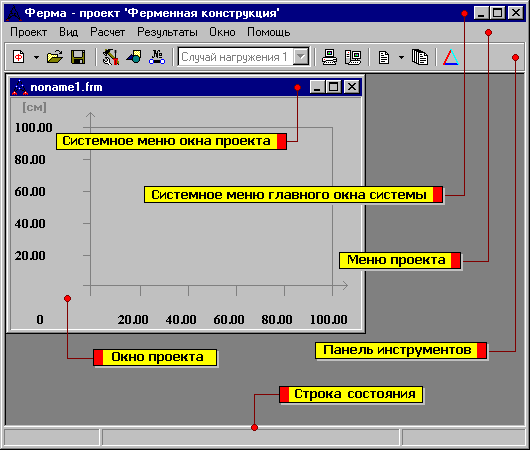 Ферма - проект 'Ферменная конструкция'
Проект Вид Расчет Результаты Окно Помощь
Случай нагружения 1
noname1.frm
[см]
100.00
Системное меню окна проекта
80.00
60.00
Системное меню главного окна системы
40.00
20.00
Меню проекта
0 20.00 40.00 60.00 80.00 100.00
Панель инструментов
Окно проекта
Строка состояния